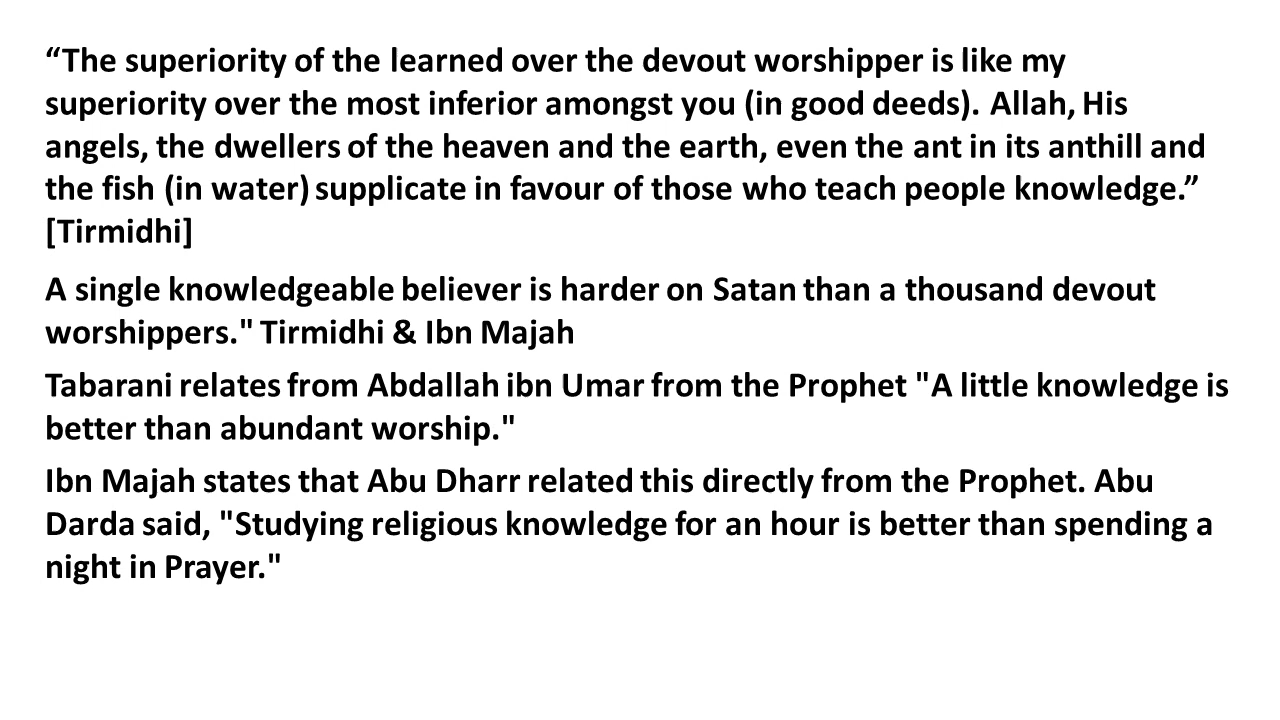 “The superiority of the learned over the devout worshipper is like my
superiority over the most inferior amongst you (in good deeds). Allah, His
angels, the dwellers of the heaven and the earth, even the ant in its anthill and
the fish (in water) supplicate in favour of those who teach people knowledge.”
[Tirmidhi]
A single knowledgeable believer is harder on Satan than a thousand devout
worshippers." Tirmidhi & Ibn Majah
Tabarani relates from Abdallah ibn Umar from the Prophet "A little knowledge is
better than abundant worship."
Ibn Majah states that Abu Dharr related this directly from the Prophet. Abu
Darda said, "Studying religious knowledge for an hour is better than spending a
night in Prayer."